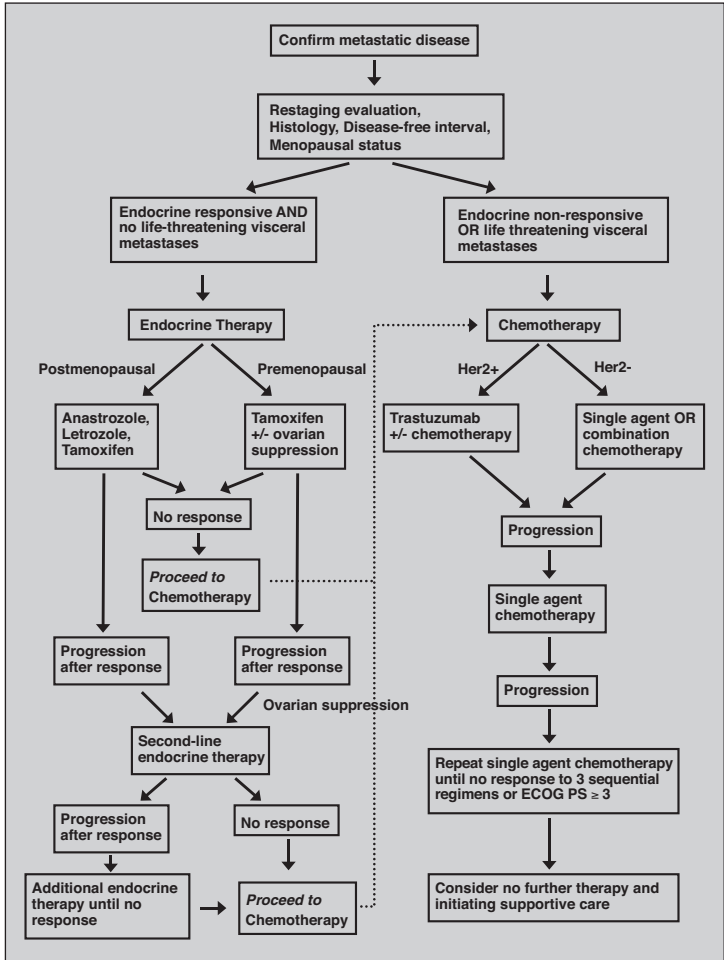 Confirm metastatic disease
Restaging evaluation,
Histology, Disease-free interval,
Menopausal status
Endocrine responsive AND
no life-threatening visceral
metastases
Endocrine non-responsive
OR life threatening visceral
metastases
Endocrine Therapy
Chemotherapy
Postmenopausal
Premenopausal
Her2+
Her2-
Anastrozole,
Letrozole,
Tamoxifen
Tamoxifen
+/- ovarian
suppression
Trastuzumab
+/- chemotherapy
Single agent OR
combination
chemotherapy
No response
Progression
Proceed to
Chemotherapy
Single agent
chemotherapy
Progression
after response
Progression
after response
Progression
Ovarian suppression
Second-line
endocrine therapy
Repeat single agent chemotherapy
until no response to 3 sequential
regimens or ECOG PS ≥ 3
Progression
after response
No response
Additional endocrine
therapy until no
response
Proceed to
Chemotherapy
Consider no further therapy and
initiating supportive care